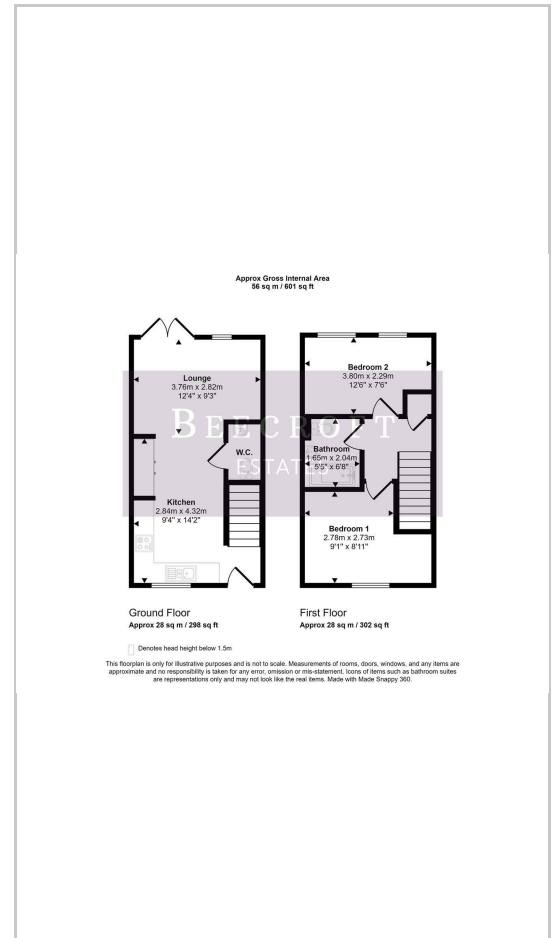 Approx Gross Internal Area
56 sq m / 601 sq ft
Lounge
3.76m x 2.82m
12'4" x 9'3"
W.C.
Kitchen
2.84m x 4.32m
9'4" x 14'2"
Bedroom 2
3.80m x 2.29m
12'6" x 7'6"
Bathroom
1.65m x 2.04m
5'5" x 6'8"
Bedroom 1
2.78m x 2.73m
9'1" x 8'11"
BEECROFT
ESTATES
Ground Floor
Approx 28 sq m / 298 sq ft
First Floor
Approx 28 sq m / 302 sq ft
Denotes head height below 1.5m
This floorplan is only for illustrative purposes and is not to scale. Measurements of rooms, doors, windows, and any items are
approximate and no responsibility is taken for any error, omission or mis-statement. Icons of items such as bathroom suites
are representations only and may not look like the real items. Made with Made Snappy 360.